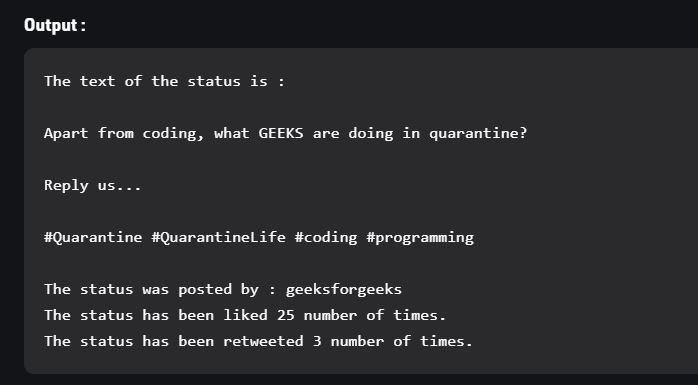 Output :
The text of the status is :
Apart from coding, what GEEKS are doing in quarantine?
Reply us...
#Quarantine #QuarantineLife #coding #programming
The status was posted by : geeksforgeeks
The status has been liked 25 number of times.
The status has been retweeted 3 number of times.